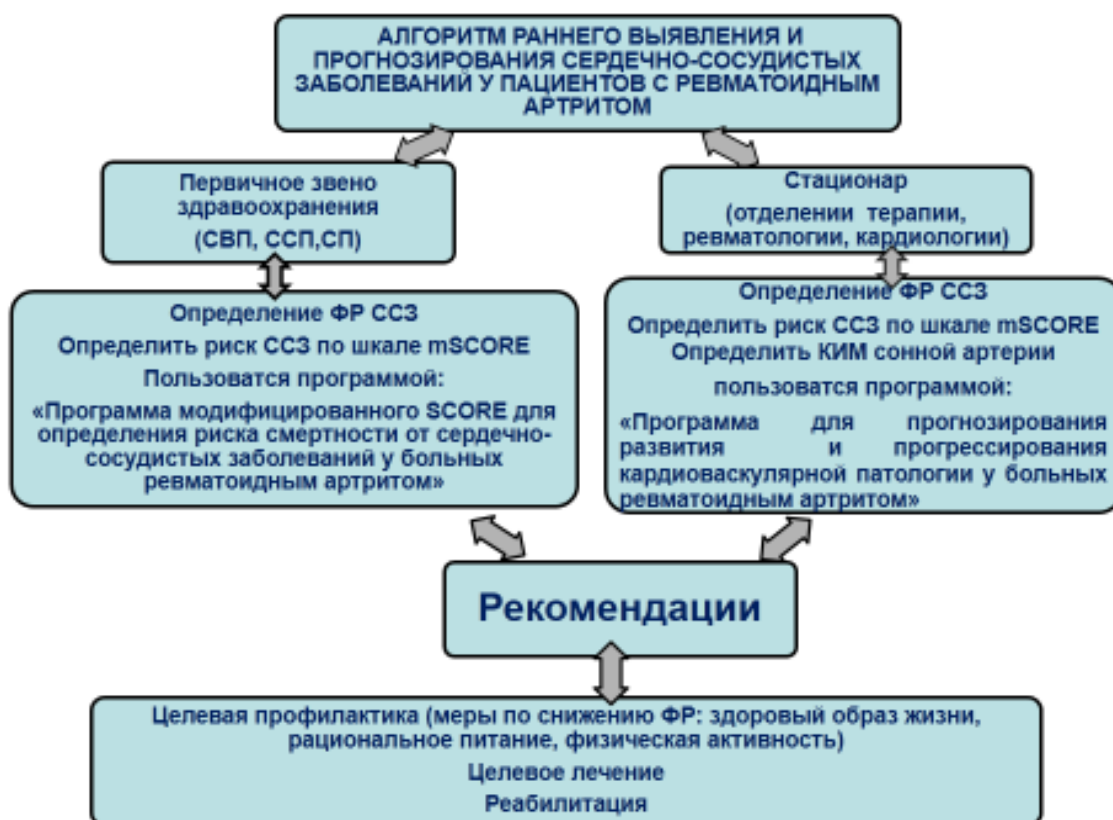 АЛГОРИТМ РАННЕГО ВЫЯВЛЕНИЯ И
ПРОГНОЗИРОВАНИЯ СЕРДЕЧНО-СОСУДИСТЫХ
ЗАБОЛЕВАНИЙ У ПАЦИЕНТОВ С РЕВМАТОИДНЫМ
АРТРИТОМ
Первичное звено
здравоохранения
(СВП, ССП,СП)
Стационар
(отделении терапии,
ревматологии, кардиологии)
Определение ФР ССЗ
Определить риск ССЗ по шкале mSCORE
Пользоватся программой:
«Программа модифицированного SCORE для
определения риска смертности от сердечно-
сосудистых заболеваний у больных
ревматоидным артритом»
Определение ФР ССЗ
Определить риск ССЗ по шкале mSCORE
Определить КИМ сонной артерии
пользоватся программой:
«Программа для прогнозирования
развития и прогрессирования
кардиоваскулярной патологии у больных
ревматоидным артритом»
Рекомендации
Целевая профилактика (меры по снижению ФР: здоровый образ жизни,
рациональное питание, физическая активность)
Целевое лечение
Реабилитация